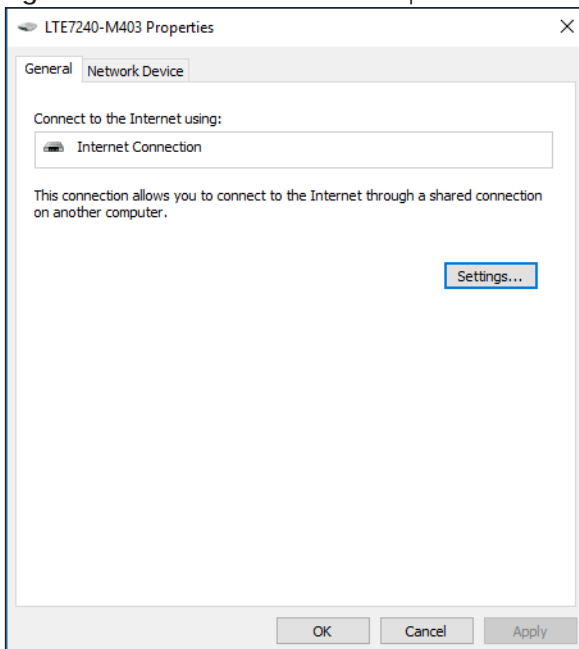 LTE7240-M403 Properties
General
Network Device
Connect to the Internet using:
Internet Connection
This connection allows you to connect to the Internet through a shared connection
on another computer.
Settings...
OK
Cancel
Apply